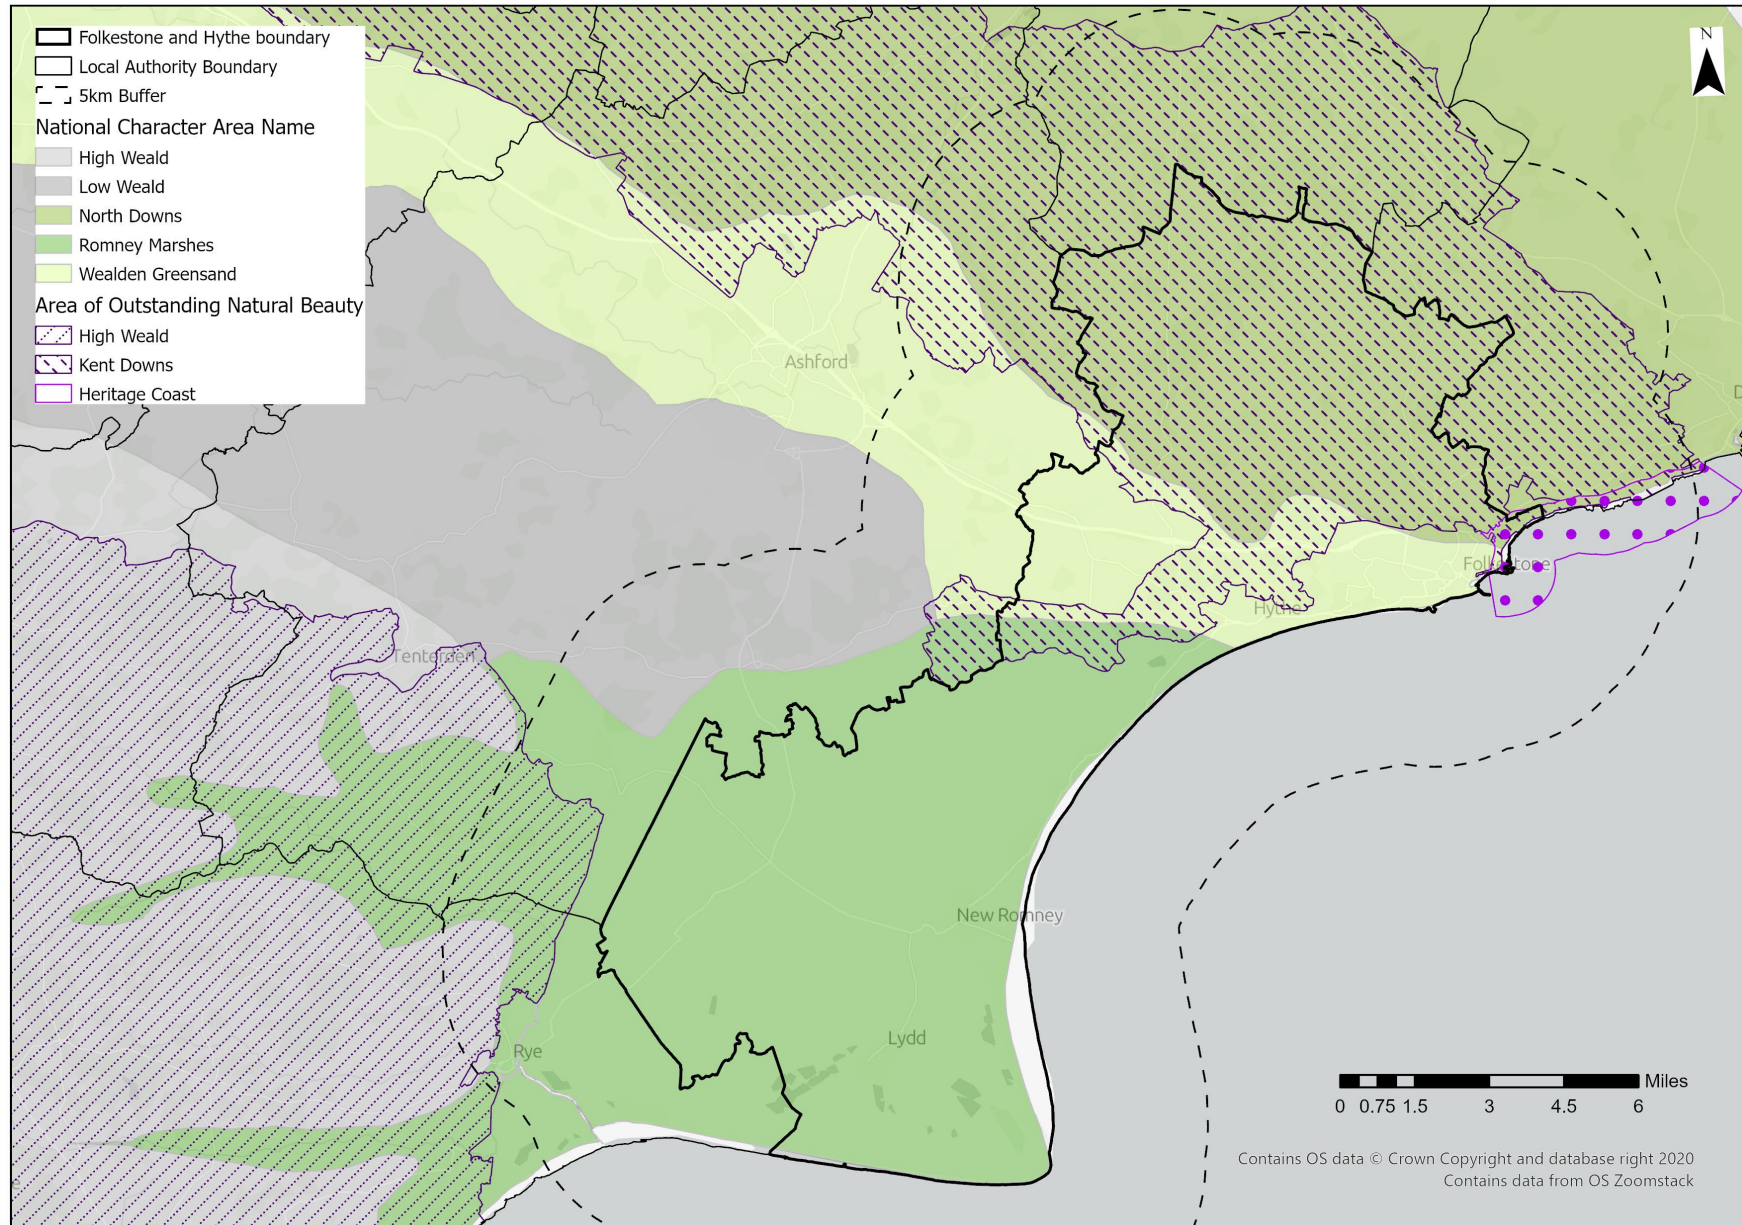 Folkestone and Hythe boundary
Local Authority Boundary
5km Buffer
National Character Area Name
High Weald
Low Weald
North Downs
Romney Marshes
Wealden Greensand
Area of Outstanding Natural Beauty
High Weald
Kent Downs
Heritage Coast
N
Ashford
D
Folkestone
Hythe
Tenterden
New Romney
Lydd
Rye
Miles
0 0.75 1.5 3 4.5 6
Contains OS data © Crown Copyright and database right 2020
Contains data from OS Zoomstack